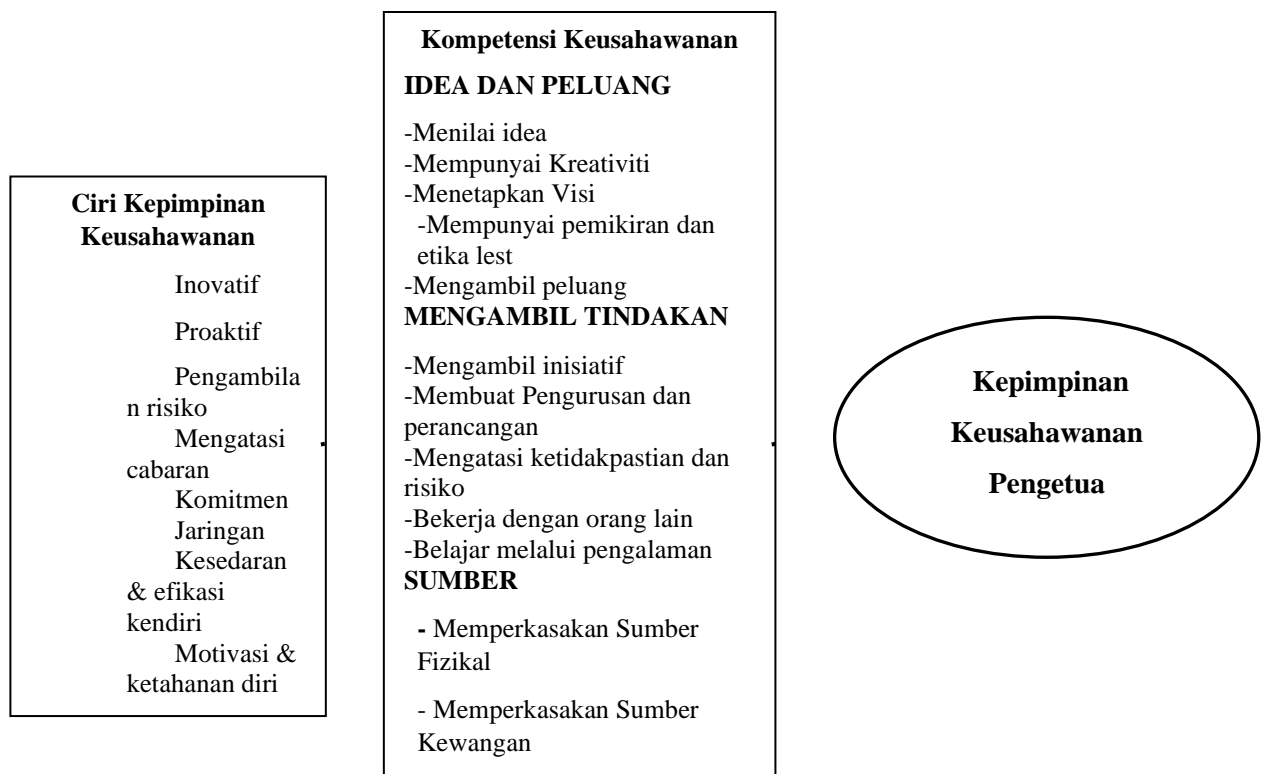 Ciri Kepimpinan
Keusahawanan
Inovatif
Proaktif
Pengambila
n risiko
Mengatasi
cabaran
Komitmen
Jaringan
Kesedaran
& efikasi
kendiri
Motivasi &
ketahanan diri
Kompetensi Keusahawanan
IDEA DAN PELUANG
-Menilai idea
-Mempunyai Kreativiti
-Menetapkan Visi
-Mempunyai pemikiran dan
etika lest
-Mengambil peluang
MENGAMBIL TINDAKAN
-Mengambil inisiatif
-Membuat Pengurusan dan
perancangan
-Mengatasi ketidakpastian dan
risiko
-Bekerja dengan orang lain
-Belajar melalui pengalaman
SUMBER
- Memperkasakan Sumber
Fizikal
- Memperkasakan Sumber
Kewangan
Kepimpinan
Keusahawanan
Pengetua